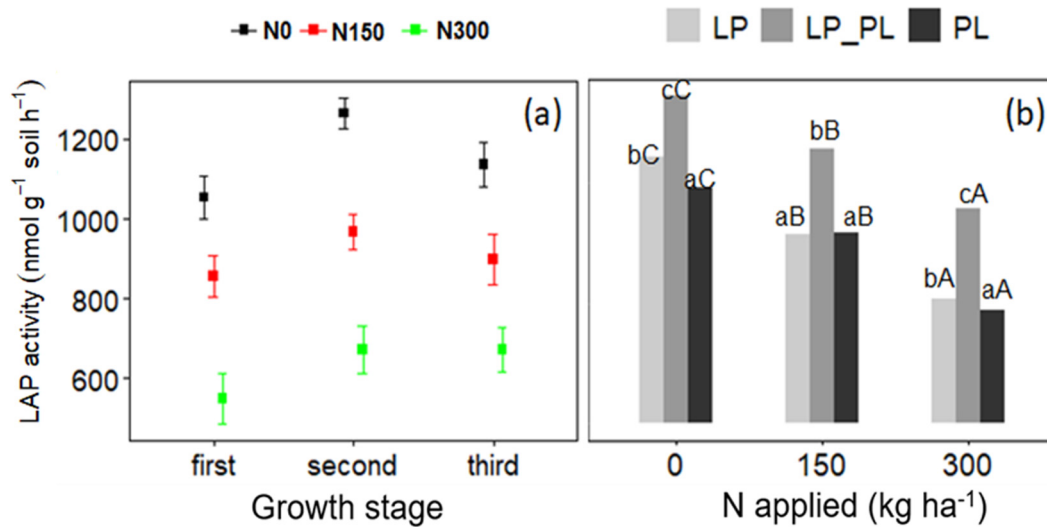 N0 N150 N300
LP LP_PL PL
LAP activity (nmol g⁻¹ soil h⁻¹)
1200
1000
800
600
(a)
first second third
Growth stage
(b)
bC cC aC
aB bB aB
bA cA aA
0 150 300
N applied (kg ha⁻¹)